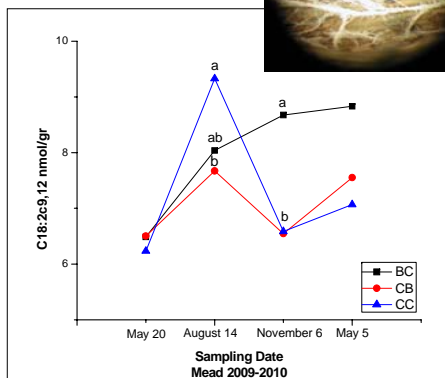 10
a
a
ab
8
b
b
6
C18:2c9,12 nmol/gr
BC
CB
CC
May 20 August 14 November 6 May 5
Sampling Date
Mead 2009-2010